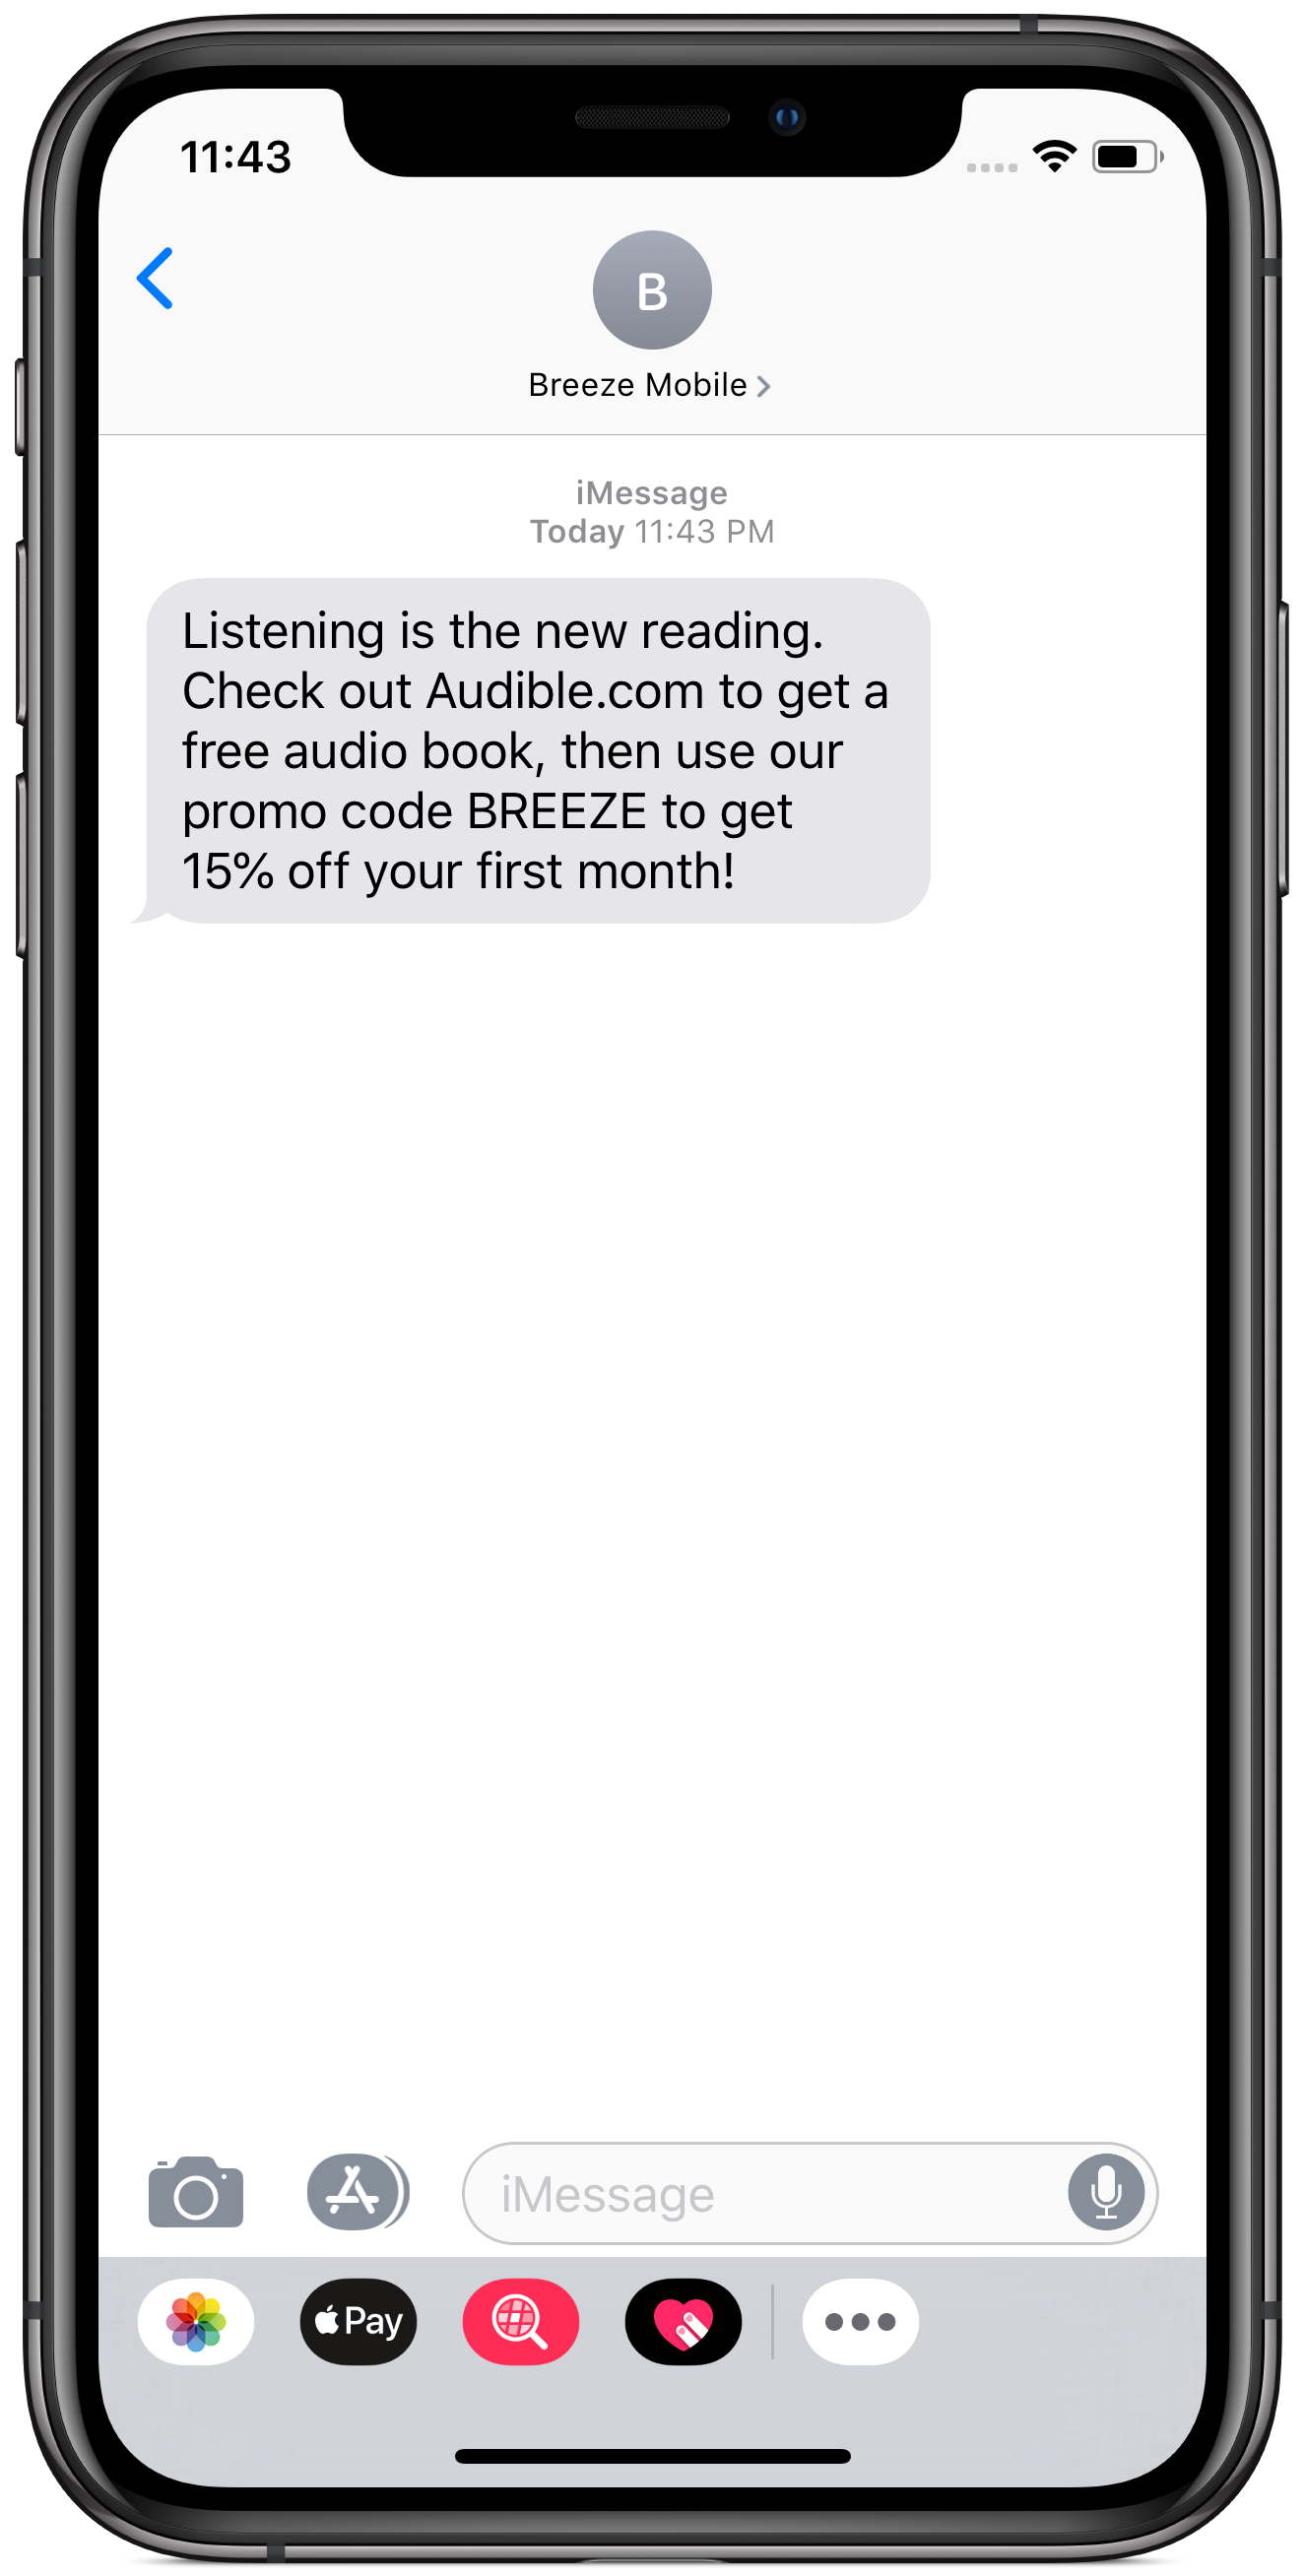 11:43
B
Breeze Mobile
iMessage
Today 11:43 PM
Listening is the new reading.
Check out Audible.com to get a
free audio book, then use our
promo code BREEZE to get
15% off your first month!
iMessage
Pay